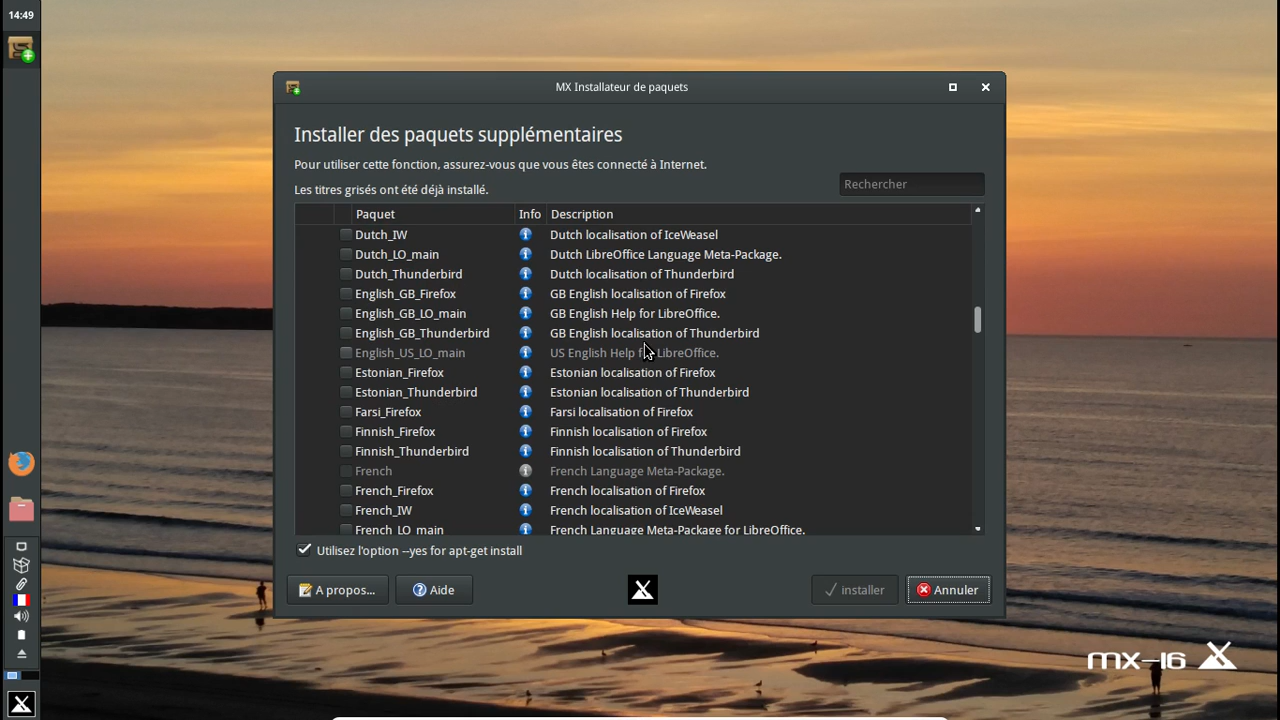 14:49
MX Installateur de paquets
Installer des paquets supplémentaires
Pour utiliser cette fonction, assurez-vous que vous êtes connecté à Internet.
Les titres grisés ont été déjà installé.
Rechercher
Paquet Info Description
Dutch_IW Dutch localisation of IceWeasel
Dutch_LO_main Dutch LibreOffice Language Meta-Package.
Dutch_Thunderbird Dutch localisation of Thunderbird
English_GB_Firefox GB English localisation of Firefox
English_GB_LO_main GB English Help for LibreOffice.
English_GB_Thunderbird GB English localisation of Thunderbird
English_US_LO_main US English Help for LibreOffice.
Estonian_Firefox Estonian localisation of Firefox
Estonian_Thunderbird Estonian localisation of Thunderbird
Farsi_Firefox Farsi localisation of Firefox
Finnish_Firefox Finnish localisation of Firefox
Finnish_Thunderbird Finnish localisation of Thunderbird
French French Language Meta-Package.
French_Firefox French localisation of Firefox
French_IW French localisation of IceWeasel
French_LO_main French Language Meta-Package for LibreOffice.
Utilisez l'option --yes for apt-get install
A propos... Aide installer Annuler
mx-16